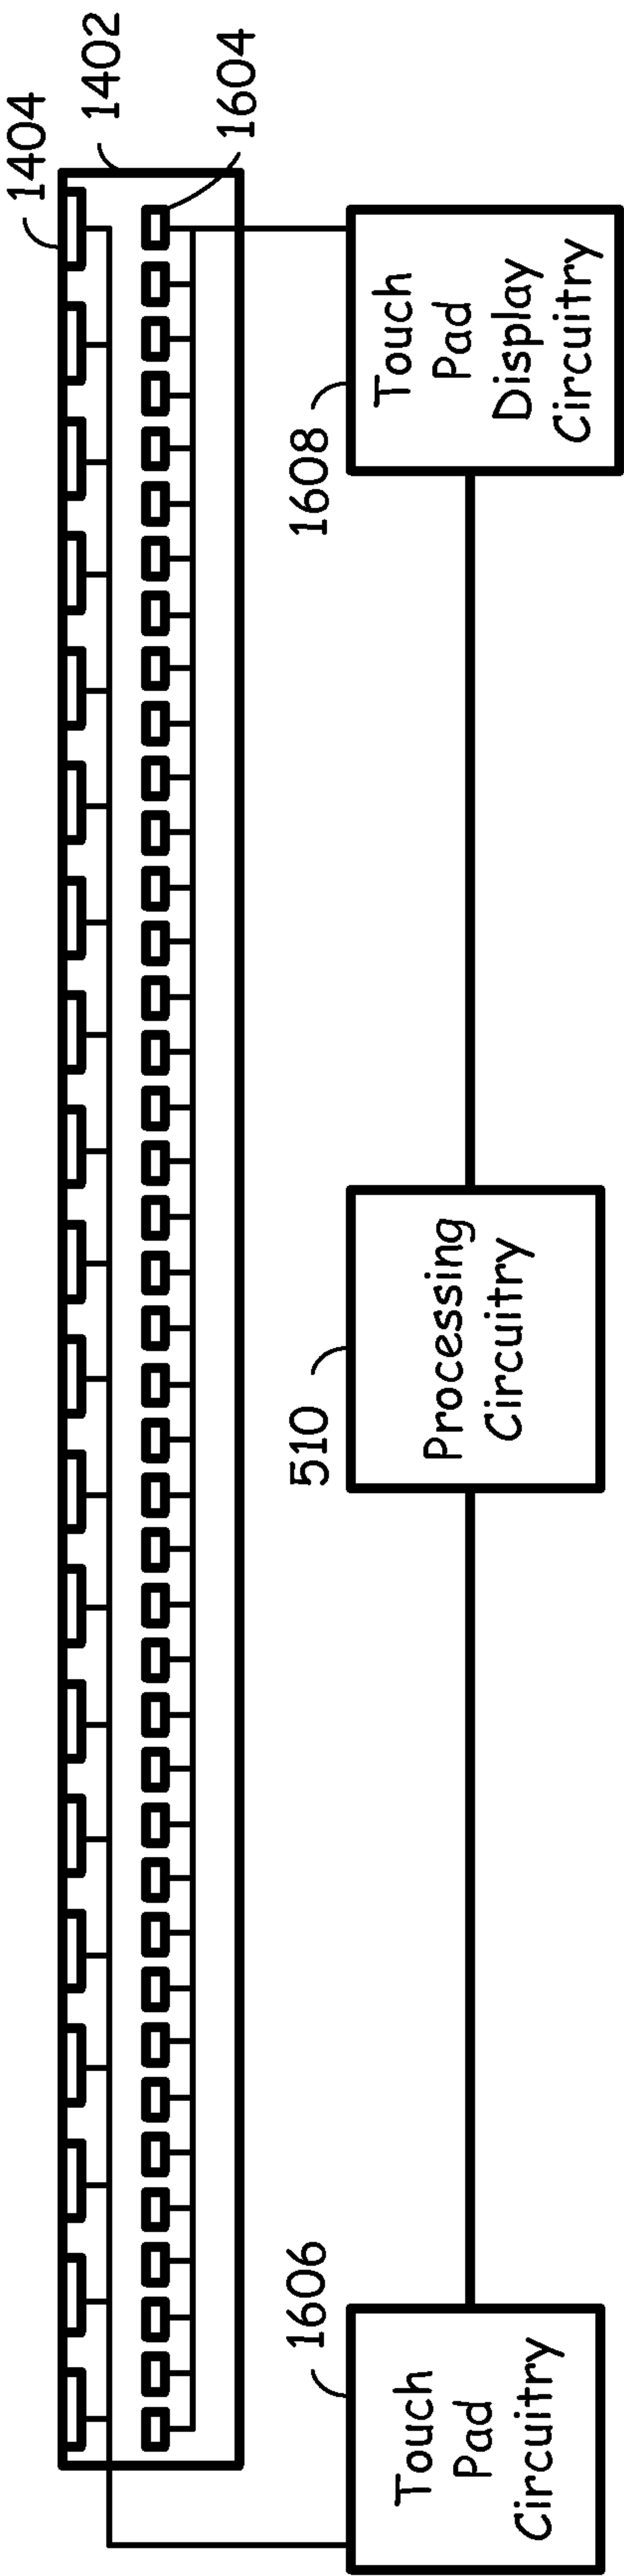 1404
1402
1604
1606
Touch
Pad
Circuitry
510
Processing
Circuitry
1608
Touch
Pad
Display
Circuitry